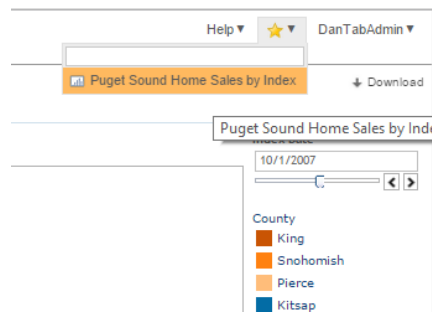 Help ▾ ★ ▾ DanTabAdmin ▾
Puget Sound Home Sales by Index
Download
Puget Sound Home Sales by Inde
Index Date
10/1/2007
County
King
Snohomish
Pierce
Kitsap